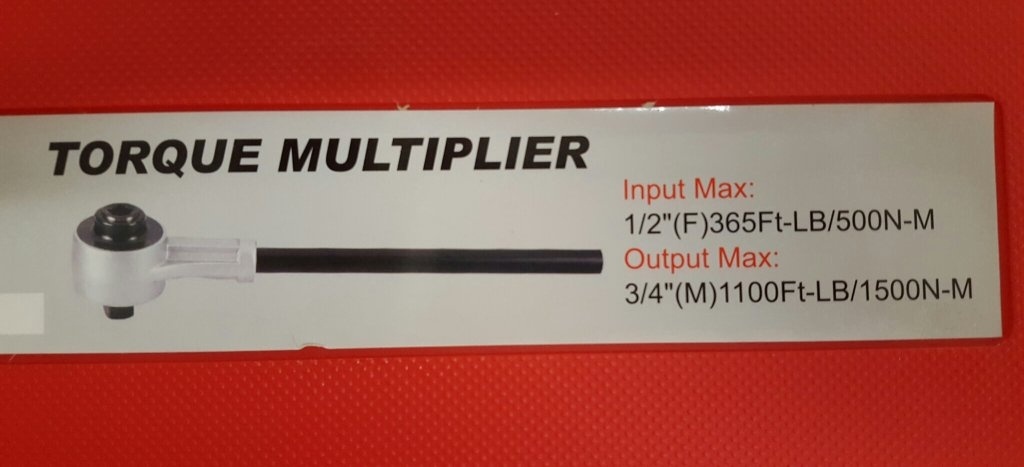 TORQUE MULTIPLIER
Input Max:
1/2"(F)365Ft-LB/500N-M
Output Max:
3/4"(M)1100Ft-LB/1500N-M